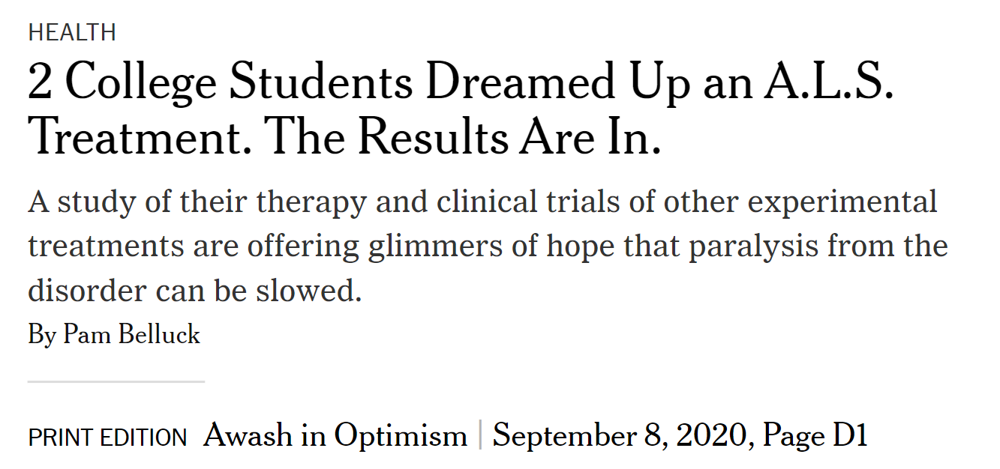 HEALTH
2 College Students Dreamed Up an A.L.S.
Treatment. The Results Are In.
A study of their therapy and clinical trials of other experimental
treatments are offering glimmers of hope that paralysis from the
disorder can be slowed.
By Pam Belluck
PRINT EDITION Awash in Optimism | September 8, 2020, Page D1